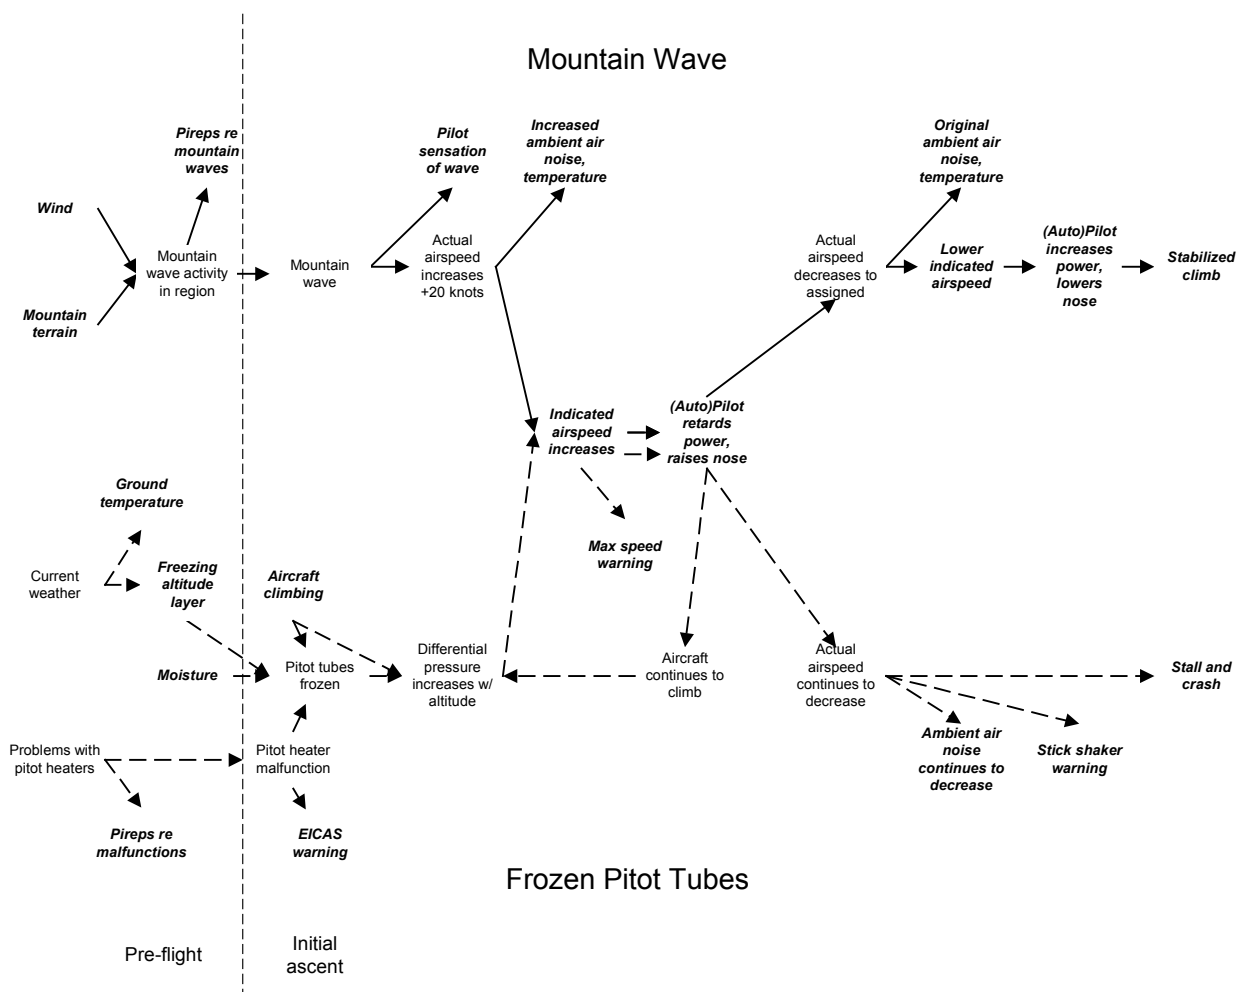 Mountain Wave
Pireps re
mountain
waves
Pilot
sensation
of wave
Increased
ambient air
noise,
temperature
Original
ambient air
noise,
temperature
Wind
Mountain
terrain
Mountain
wave activity
in region
Mountain
wave
Actual
airspeed
increases
+20 knots
Actual
airspeed
decreases to
assigned
Lower
indicated
airspeed
(Auto)Pilot
increases
power,
lowers
nose
Stabilized
climb
Indicated
airspeed
increases
(Auto)Pilot
retards
power,
raises nose
Max speed
warning
Ground
temperature
Current
weather
Freezing
altitude
layer
Aircraft
climbing
Moisture
Pitot tubes
frozen
Differential
pressure
increases w/
altitude
Aircraft
continues to
climb
Actual
airspeed
continues to
decrease
Stall and
crash
Problems with
pitot heaters
Pitot heater
malfunction
Ambient air
noise
continues to
decrease
Stick shaker
warning
Pireps re
malfunctions
EICAS
warning
Frozen Pitot Tubes
Pre-flight
Initial
ascent